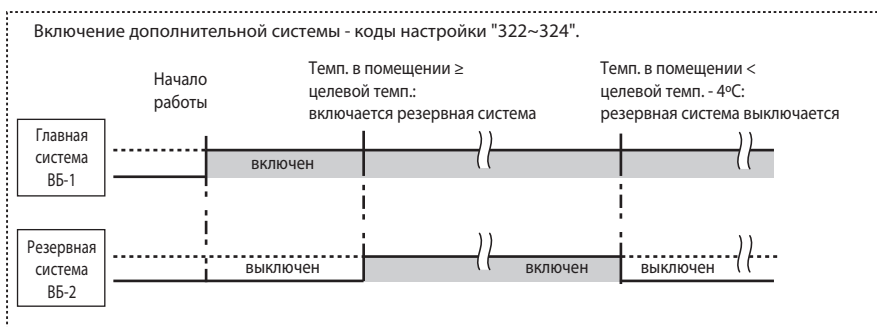 Включение дополнительной системы - коды настройки "322~324".
Начало
работы
Темп. в помещении ≥
целевой темп.:
включается резервная система
Темп. в помещении <
целевой темп. - 4ºC:
резервная система выключается
Главная
система
ВБ-1
включен
Резервная
система
ВБ-2
выключен
включен
выключен